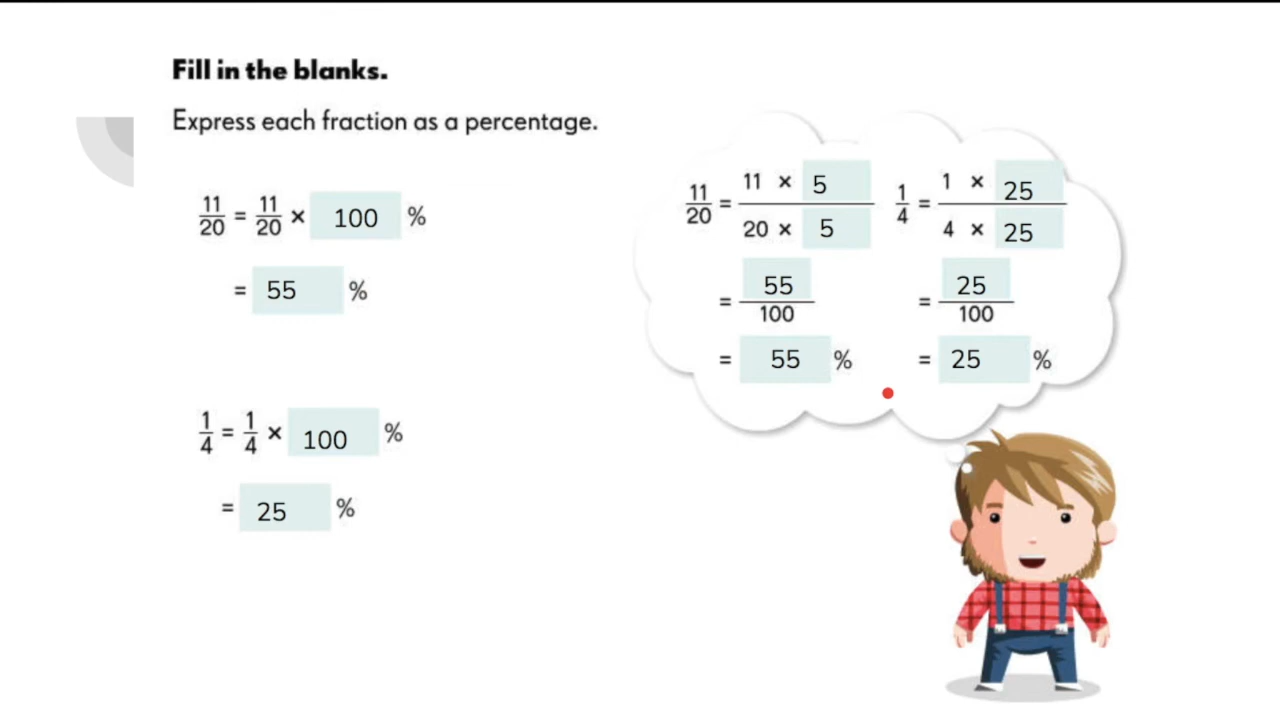 Fill in the blanks.
Express each fraction as a percentage.
11/20 = 11/20 × 100 %
= 55 %
1/4 = 1/4 × 100 %
= 25 %
11/20 = 11 × 5 / 20 × 5
= 55/100
= 55 %
1/4 = 1 × 25 / 4 × 25
= 25/100
= 25 %